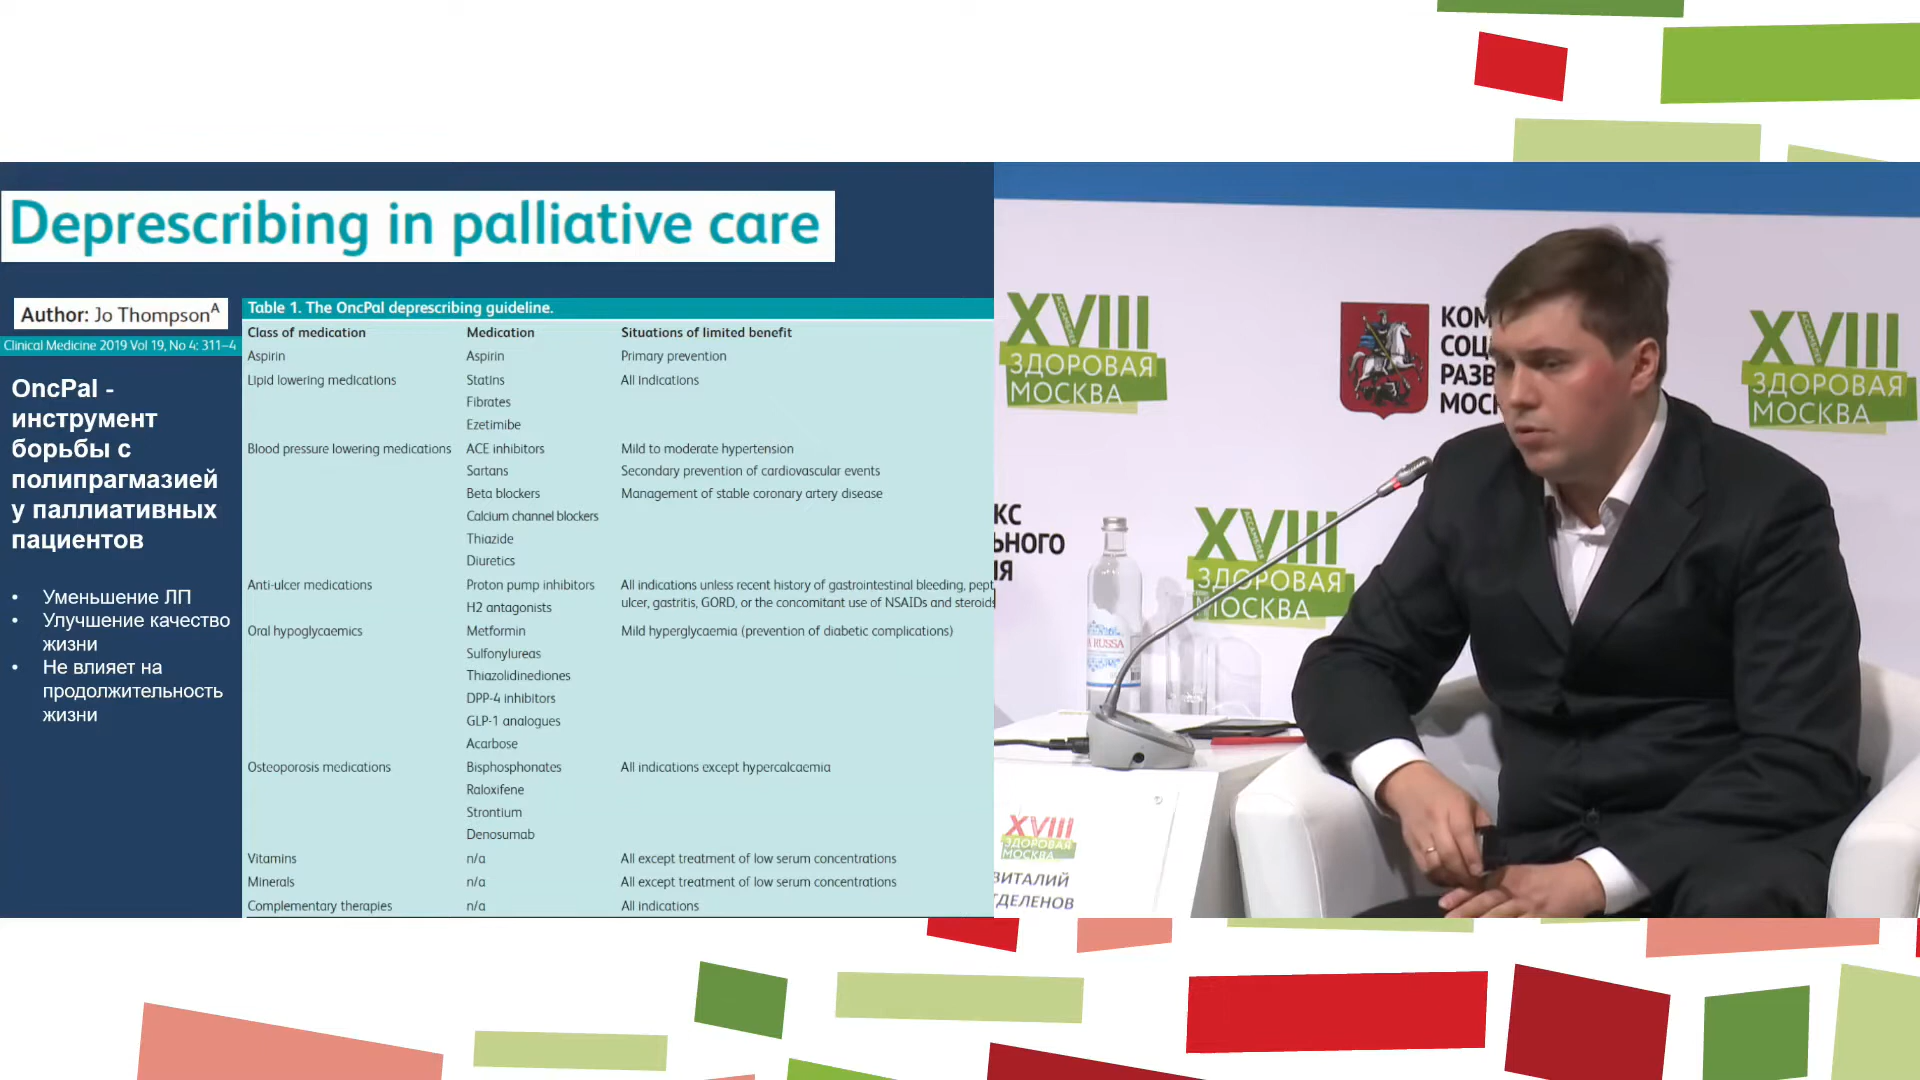 Deprescribing in palliative care
Author: Jo Thompson^A
Clinical Medicine 2019 Vol 19, No 4: 311–4
OncPal -
инструмент
борьбы с
полипрагмазией
у паллиативных
пациентов
• Уменьшение ЛП
• Улучшение качество
жизни
• Не влияет на
продолжительность
жизни
Table 1. The OncPal deprescribing guideline.
Class of medication Medication Situations of limited benefit
Aspirin Aspirin Primary prevention
Lipid lowering medications Statins All indications
Fibrates
Ezetimibe
Blood pressure lowering medications ACE inhibitors Mild to moderate hypertension
Sartans Secondary prevention of cardiovascular events
Beta blockers Management of stable coronary artery disease
Calcium channel blockers
Thiazide
Diuretics
Anti-ulcer medications Proton pump inhibitors All indications unless recent history of gastrointestinal bleeding, pept
H2 antagonists ulcer, gastritis, GORD, or the concomitant use of NSAIDs and steroids
Oral hypoglycaemics Metformin Mild hyperglycaemia (prevention of diabetic complications)
Sulfonylureas
Thiazolidinediones
DPP-4 inhibitors
GLP-1 analogues
Acarbose
Osteoporosis medications Bisphosphonates All indications except hypercalcaemia
Raloxifene
Strontium
Denosumab
Vitamins n/a All except treatment of low serum concentrations
Minerals n/a All except treatment of low serum concentrations
Complementary therapies n/a All indications
XVIII
АССАМБЛЕЯ
ЗДОРОВАЯ
МОСКВА
КОМ
СОЦ
РАЗВ
МОСК
XVIII
АССАМБЛЕЯ
ЗДОРОВАЯ
МОСКВА
КС
ЬНОГО
ИЯ
XVIII
АССАМБЛЕЯ
ЗДОРОВАЯ
МОСКВА
RUSSA
XVIII
ЗДОРОВАЯ
МОСКВА
ВИТАЛИЙ
ТДЕЛЕНОВ